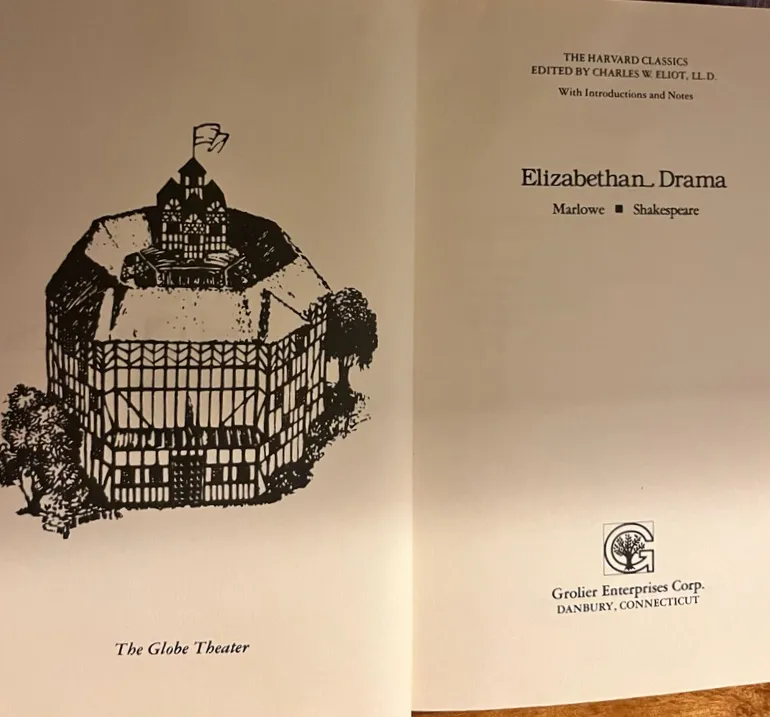 The Globe Theater
THE HARVARD CLASSICS
EDITED BY CHARLES W. ELIOT, LL.D.
With Introductions and Notes
Elizabethan Drama
Marlowe ■ Shakespeare
G
Grolier Enterprises Corp.
DANBURY, CONNECTICUT